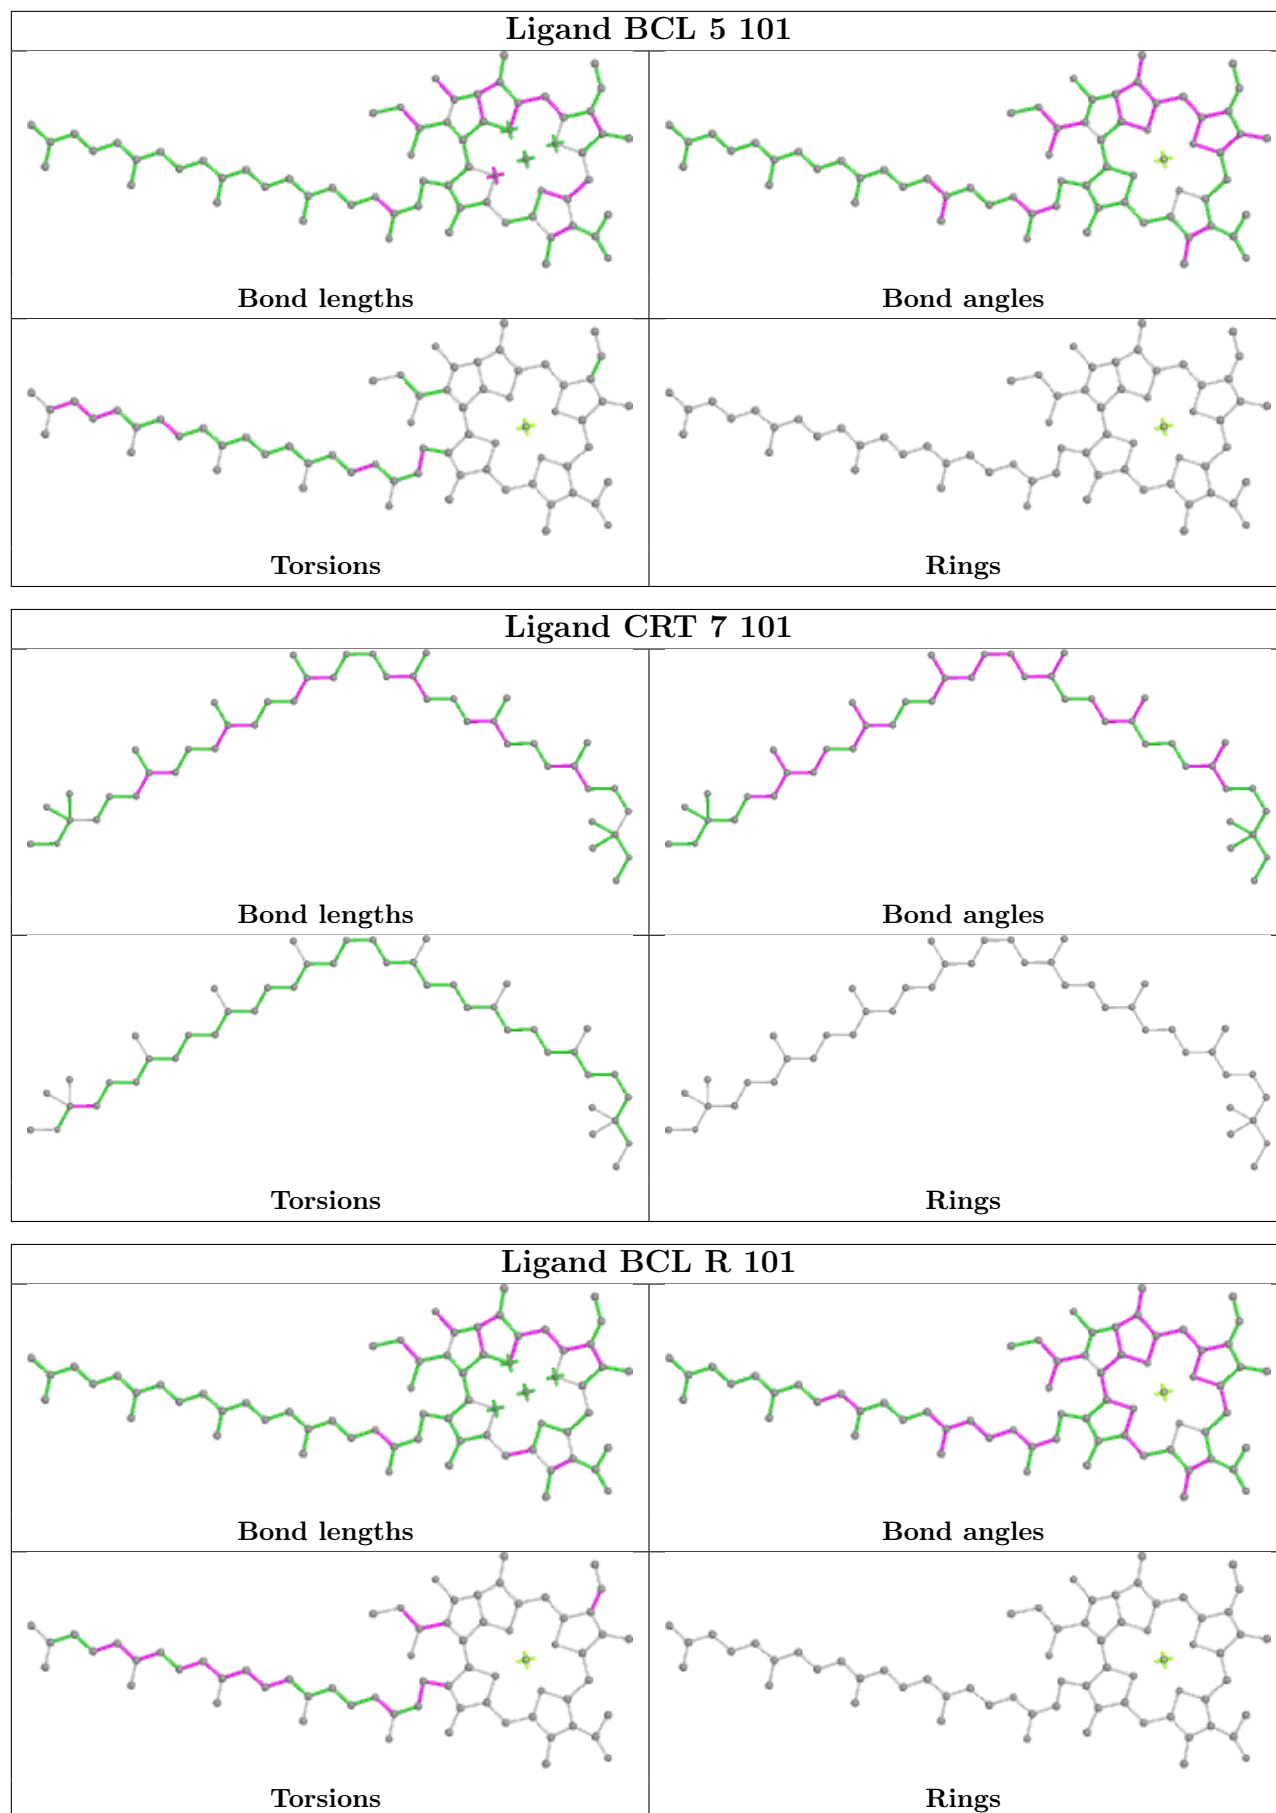 Ligand BCL 5 101
Bond lengths
Bond angles
Torsions
Rings
Ligand CRT 7 101
Bond lengths
Bond angles
Torsions
Rings
Ligand BCL R 101
Bond lengths
Bond angles
Torsions
Rings